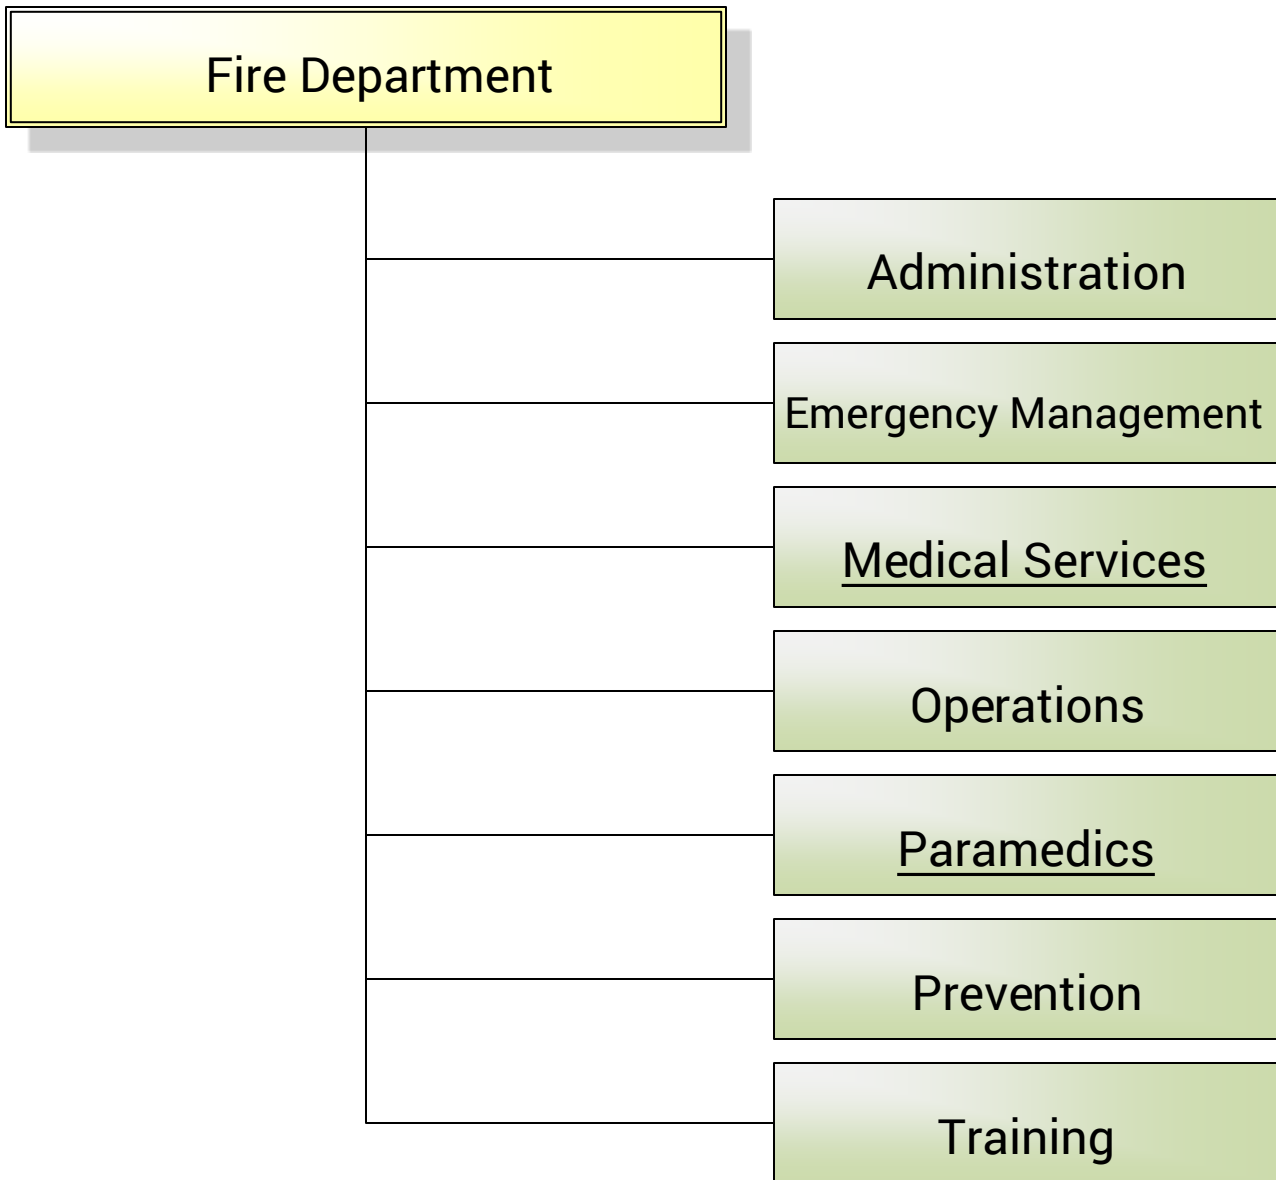 Fire Department
Administration
Emergency Management
Medical Services
Operations
Paramedics
Prevention
Training